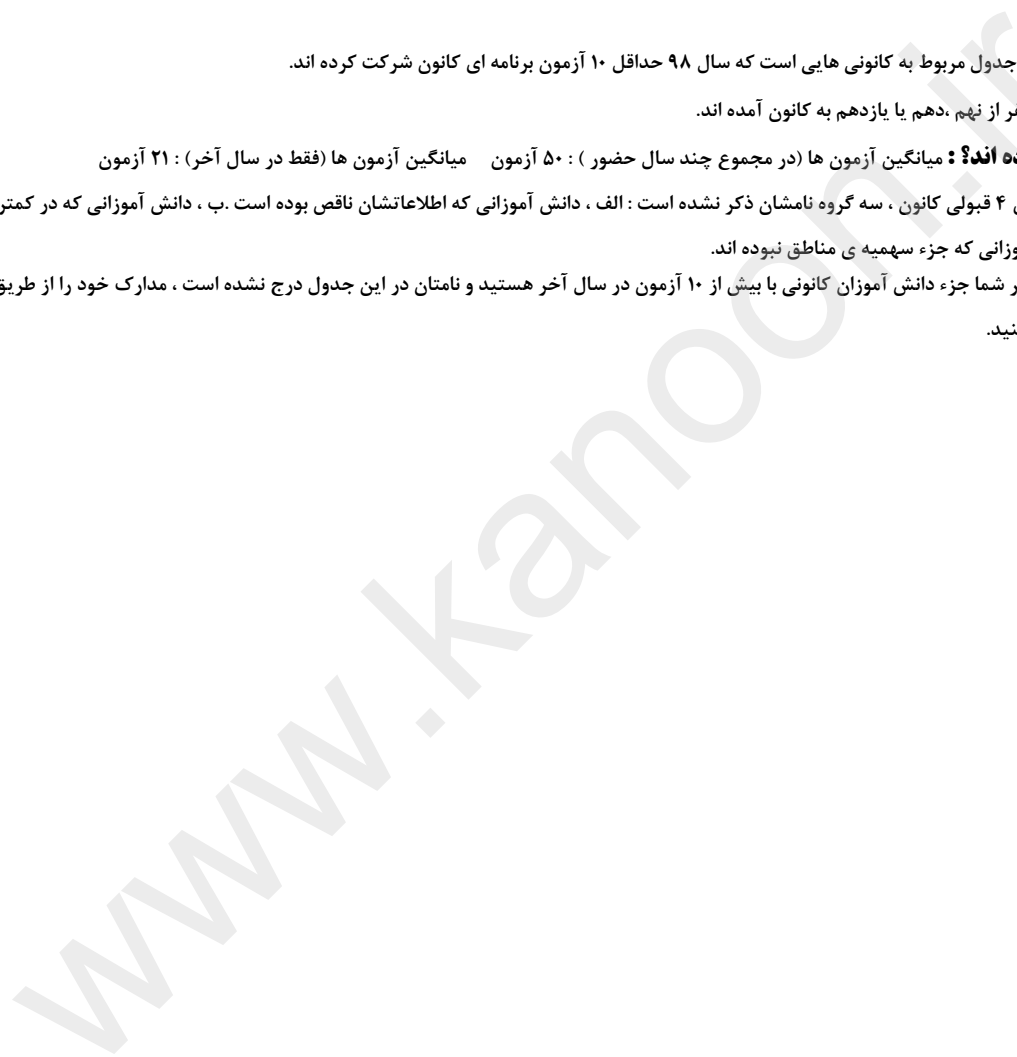 جدول مربوط به کانونی هایی است که سال ۹۸ حداقل ۱۰ آزمون برنامه ای کانون شرکت کرده اند.
از نهم ،دهم یا یازدهم به کانون آمده اند.
اند؟ : میانگین آزمون ها (در مجموع چند سال حضور ) : ۵۰ آزمون میانگین آزمون ها (فقط در سال آخر) : ۲۱ آزمون
۴ قبولی کانون ، سه گروه نامشان ذکر نشده است : الف ، دانش آموزانی که اطلاعاتشان ناقص بوده است .ب ، دانش آموزانی که در کمتر
که جزء سهمیه ی مناطق نبوده اند.
شما جزء دانش آموزان کانونی با بیش از ۱۰ آزمون در سال آخر هستید و نامتان در این جدول درج نشده است ، مدارک خود را از طریق
www.kanoon.ir